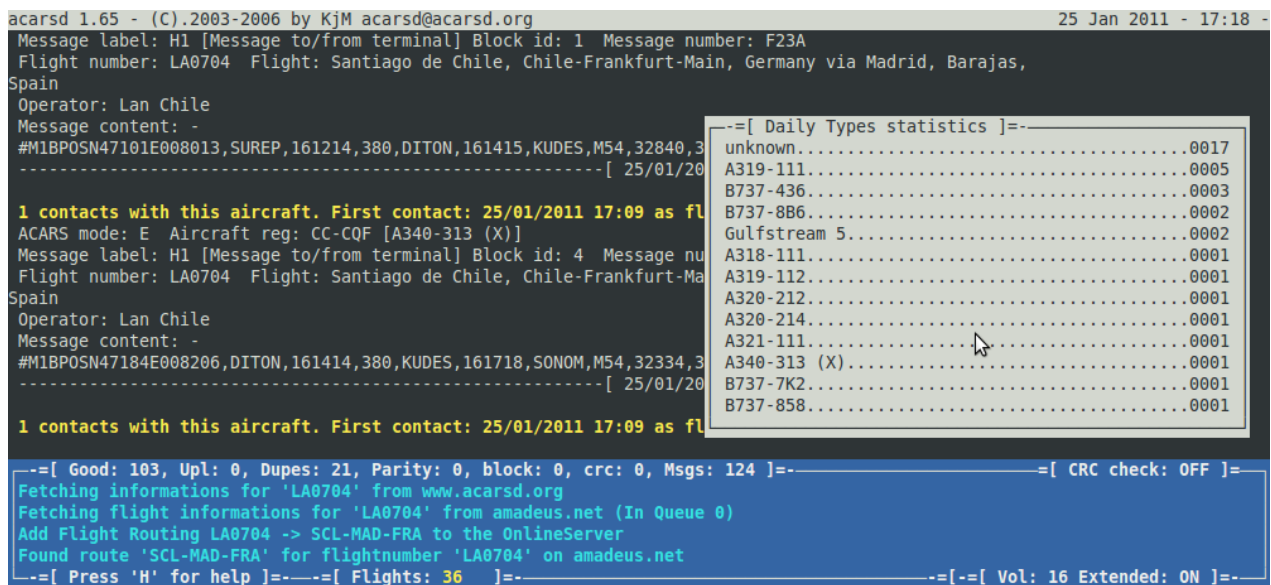 acarsd 1.65 - (C).2003-2006 by KjM acarsd@acarsd.org 25 Jan 2011 - 17:18 -
Message label: H1 [Message to/from terminal] Block id: 1 Message number: F23A
Flight number: LA0704 Flight: Santiago de Chile, Chile-Frankfurt-Main, Germany via Madrid, Barajas,
Spain
Operator: Lan Chile
Message content: -
#M1BPOSN47101E008013,SUREP,161214,380,DITON,161415,KUDES,M54,32840,3
-----------------------------------------------------------[ 25/01/20
1 contacts with this aircraft. First contact: 25/01/2011 17:09 as fl
ACARS mode: E Aircraft reg: CC-CQF [A340-313 (X)]
Message label: H1 [Message to/from terminal] Block id: 4 Message nu
Flight number: LA0704 Flight: Santiago de Chile, Chile-Frankfurt-Ma
Spain
Operator: Lan Chile
Message content: -
#M1BPOSN47184E008206,DITON,161414,380,KUDES,161718,SONOM,M54,32334,3
-----------------------------------------------------------[ 25/01/20
1 contacts with this aircraft. First contact: 25/01/2011 17:09 as fl
-=[ Daily Types statistics ]=-
unknown.......................................0017
A319-111......................................0005
B737-436......................................0003
B737-8B6......................................0002
Gulfstream 5..................................0002
A318-111......................................0001
A319-112......................................0001
A320-212......................................0001
A320-214......................................0001
A321-111......................................0001
A340-313 (X)..................................0001
B737-7K2......................................0001
B737-858......................................0001
-=[ Good: 103, Upl: 0, Dupes: 21, Parity: 0, block: 0, crc: 0, Msgs: 124 ]=- =[ CRC check: OFF ]=
Fetching informations for 'LA0704' from www.acarsd.org
Fetching flight informations for 'LA0704' from amadeus.net (In Queue 0)
Add Flight Routing LA0704 -> SCL-MAD-FRA to the OnlineServer
Found route 'SCL-MAD-FRA' for flightnumber 'LA0704' on amadeus.net
-=[ Press 'H' for help ]=- -=[ Flights: 36 ]=- -=[-=[ Vol: 16 Extended: ON ]=-